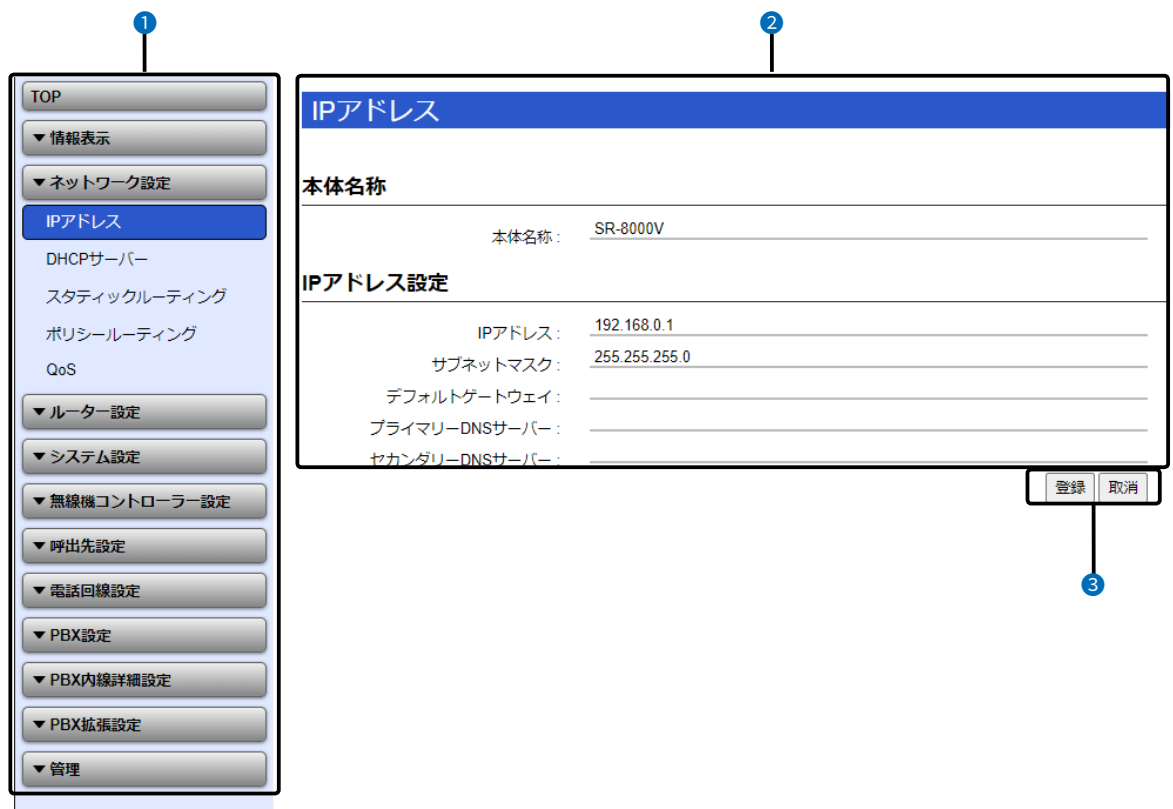 1
2
TOP
▼情報表示
▼ネットワーク設定
IPアドレス
DHCPサーバー
スタティックルーティング
ポリシールーティング
QoS
▼ルーター設定
▼システム設定
▼無線機コントローラー設定
▼呼出先設定
▼電話回線設定
▼PBX設定
▼PBX内線詳細設定
▼PBX拡張設定
▼管理
IPアドレス
本体名称
本体名称 : SR-8000V
IPアドレス設定
IPアドレス : 192.168.0.1
サブネットマスク : 255.255.255.0
デフォルトゲートウェイ :
プライマリーDNSサーバー :
セカンダリーDNSサーバー :
登録 取消
3